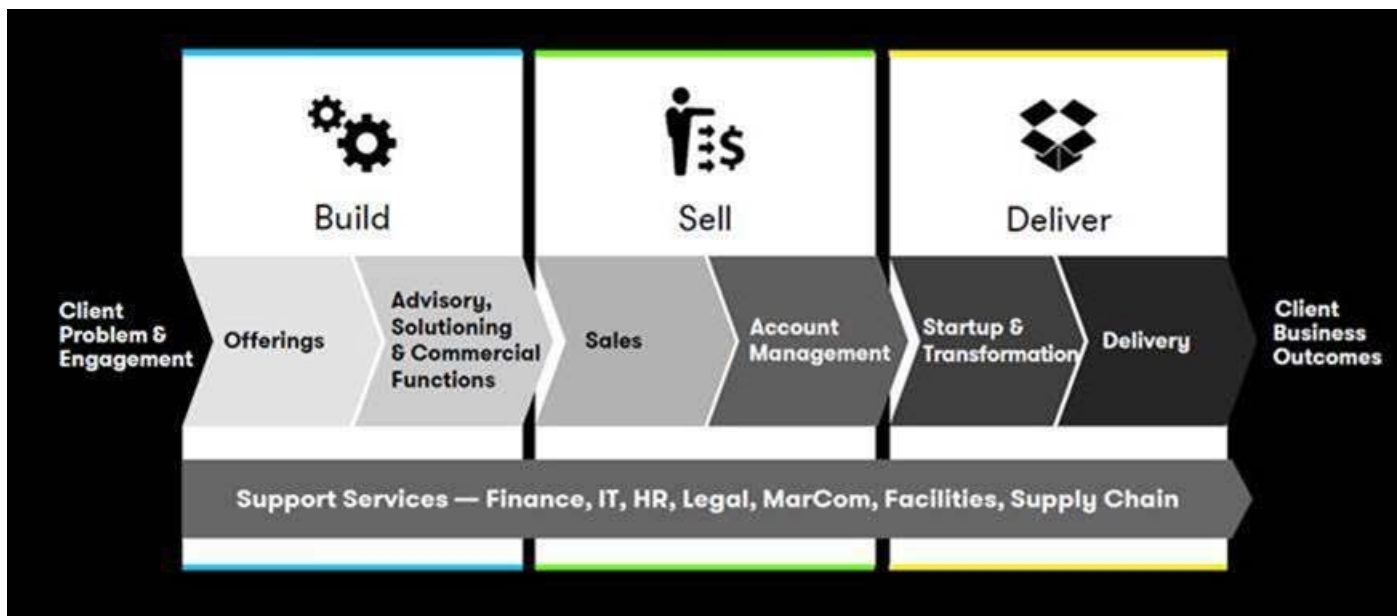 Build
Sell
Deliver
Client
Problem &
Engagement
Offerings
Advisory,
Solutioning
& Commercial
Functions
Sales
Account
Management
Startup &
Transformation
Delivery
Client
Business
Outcomes
Support Services — Finance, IT, HR, Legal, MarCom, Facilities, Supply Chain